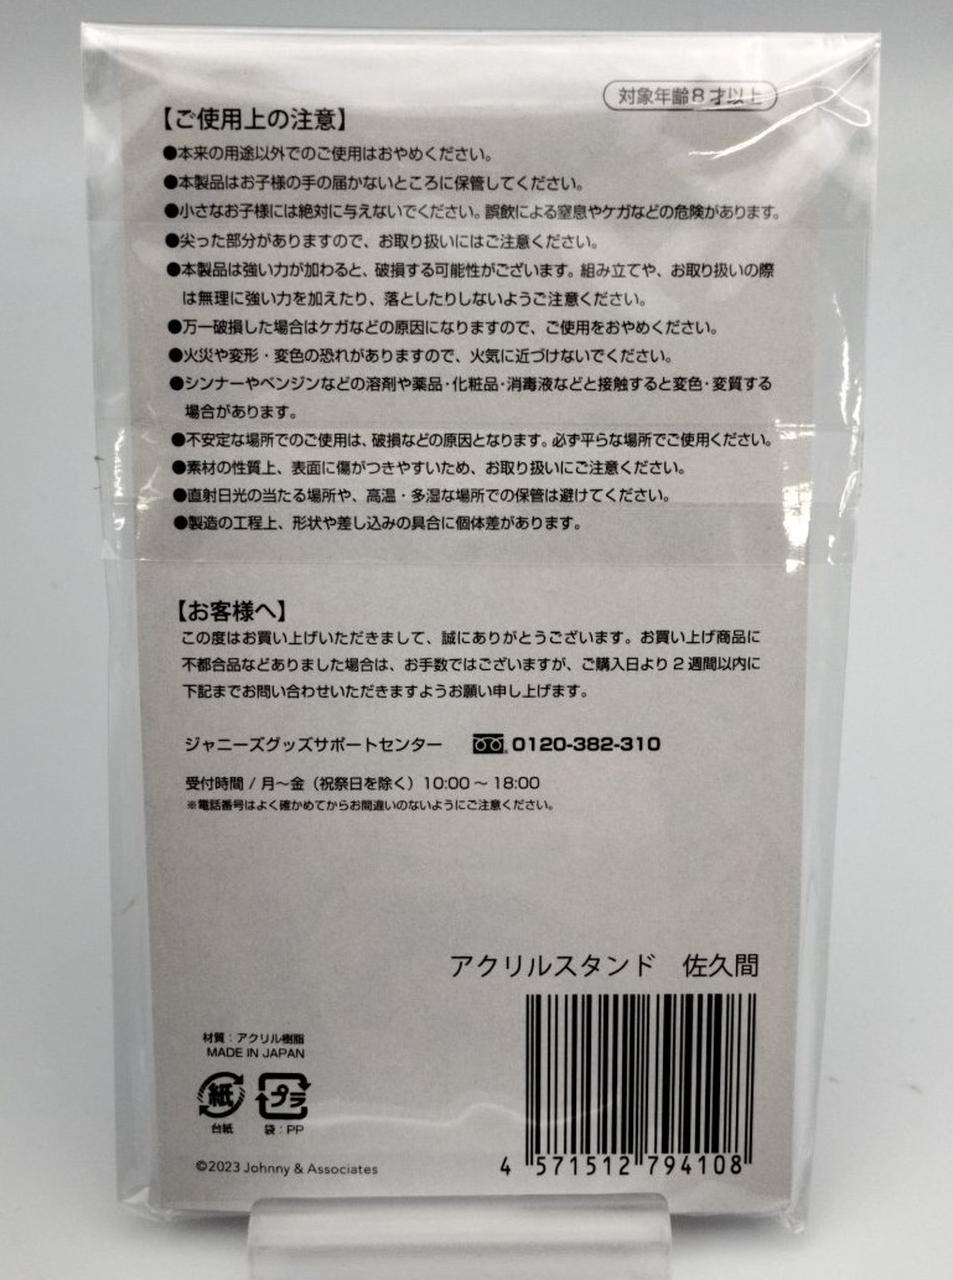 対象年齢8才以上
【ご使用上の注意】
●本来の用途以外でのご使用はおやめください。
●本製品はお子様の手の届かないところに保管してください。
●小さなお子様には絶対に与えないでください。誤飲による窒息やケガなどの危険があります。
●尖った部分がありますので、お取り扱いにはご注意ください。
●本製品は強い力が加わると、破損する可能性がございます。組み立てや、お取り扱いの際
は無理に強い力を加えたり、落としたりしないようご注意ください。
●万一破損した場合はケガなどの原因になりますので、ご使用をおやめください。
●火災や変形・変色の恐れがありますので、火気に近づけないでください。
●シンナーやベンジンなどの溶剤や薬品・化粧品・消毒液などと接触すると変色・変質する
場合があります。
●不安定な場所でのご使用は、破損などの原因となります。必ず平らな場所でご使用ください。
●素材の性質上、表面に傷がつきやすいため、お取り扱いにご注意ください。
●直射日光の当たる場所や、高温・多湿な場所での保管は避けてください。
●製造の工程上、形状や差し込みの具合に個体差があります。
【お客様へ】
この度はお買い上げいただきまして、誠にありがとうございます。お買い上げ商品に
不都合品などありました場合は、お手数ではございますが、ご購入日より2週間以内に
下記までお問い合わせいただきますようお願い申し上げます。
ジャニーズグッズサポートセンター 0120-382-310
受付時間 / 月〜金（祝祭日を除く）10:00 〜 18:00
※電話番号はよく確かめてからお間違いのないようにご注意ください。
アクリルスタンド 佐久間
材質：アクリル樹脂
MADE IN JAPAN
紙 プラ
台紙 袋：PP
©2023 Johnny & Associates
4 571512 794108